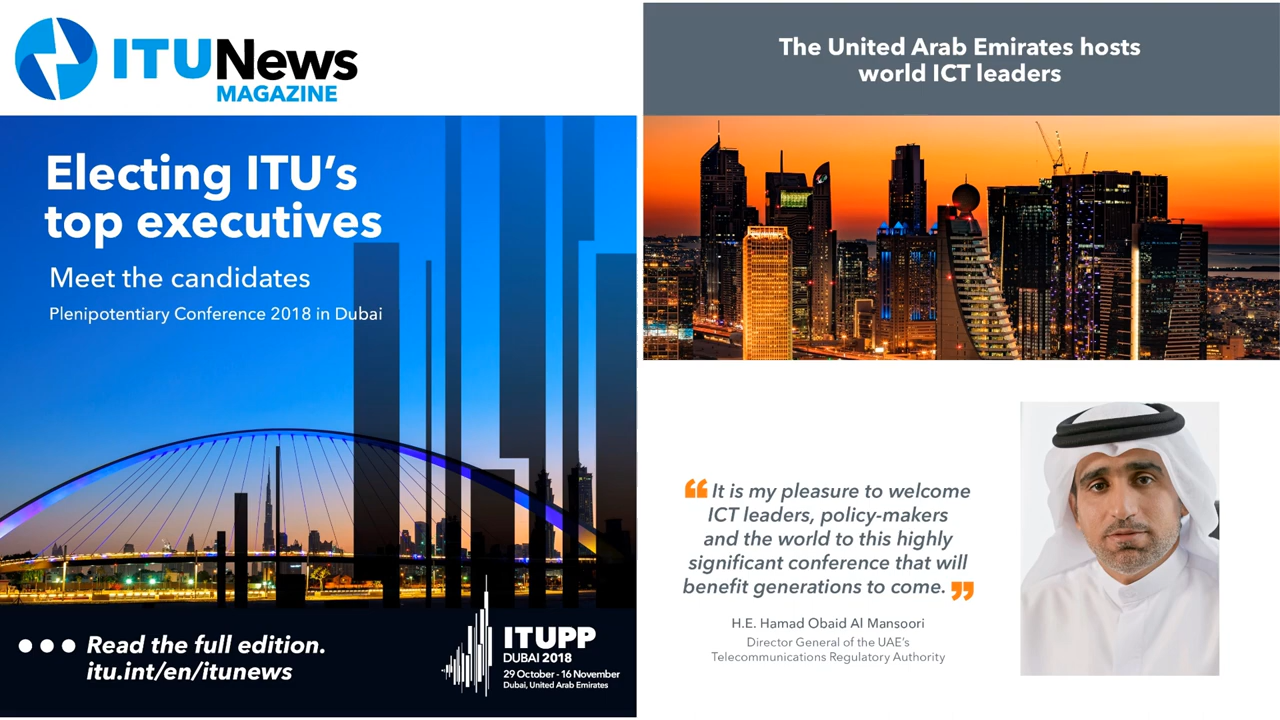 ITUNews
MAGAZINE
Electing ITU's
top executives
Meet the candidates
Plenipotentiary Conference 2018 in Dubai
Read the full edition.
itu.int/en/itunews
ITUPP
DUBAI 2018
29 October - 16 November
Dubai, United Arab Emirates
The United Arab Emirates hosts
world ICT leaders
“ It is my pleasure to welcome
ICT leaders, policy-makers
and the world to this highly
significant conference that will
benefit generations to come. ”
H.E. Hamad Obaid Al Mansoori
Director General of the UAE's
Telecommunications Regulatory Authority